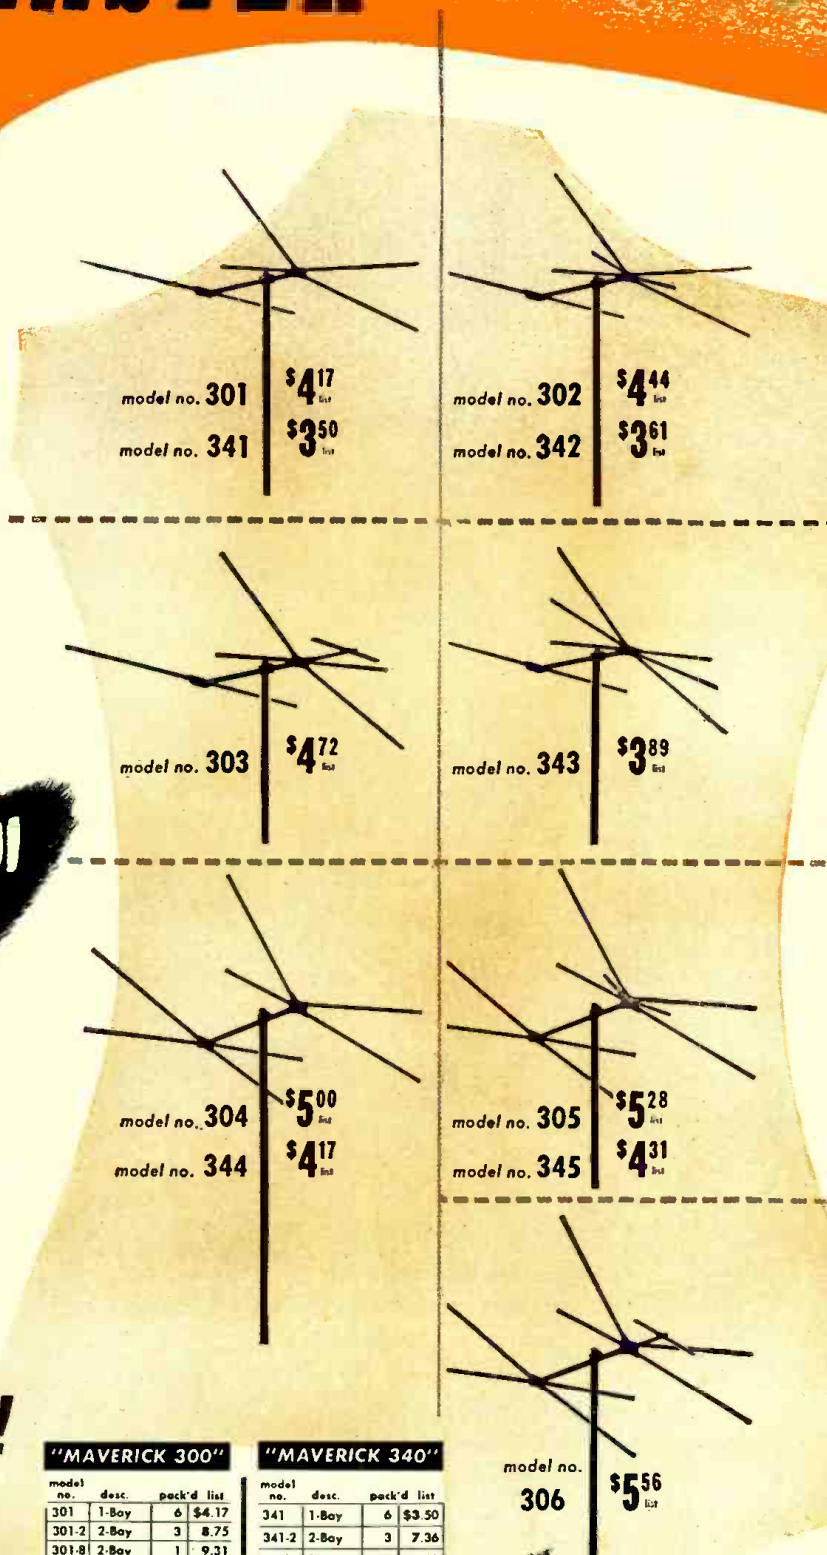 model no. 301 $4.17 list
model no. 341 $3.50 list
model no. 302 $4.44 list
model no. 342 $3.61 list
model no. 303 $4.72 list
model no. 343 $3.89 list
model no. 304 $5.00 list
model no. 344 $4.17 list
model no. 305 $5.28 list
model no. 345 $4.31 list
model no.
306 $5.56 list
!
"MAVERICK 300"
model no. desc. pack'd list
301 1-Bay 6 $4.17
301-2 2-Bay 3 8.75
301-8 2-Bay 1 9.31
"MAVERICK 340"
model no. desc. pack'd list
341 1-Bay 6 $3.50
341-2 2-Bay 3 7.36